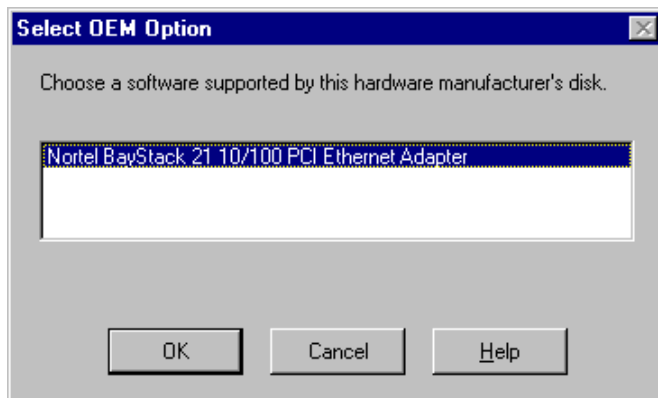 Select OEM Option
Choose a software supported by this hardware manufacturer's disk.
Nortel BayStack 21 10/100 PCI Ethernet Adapter
OK
Cancel
Help